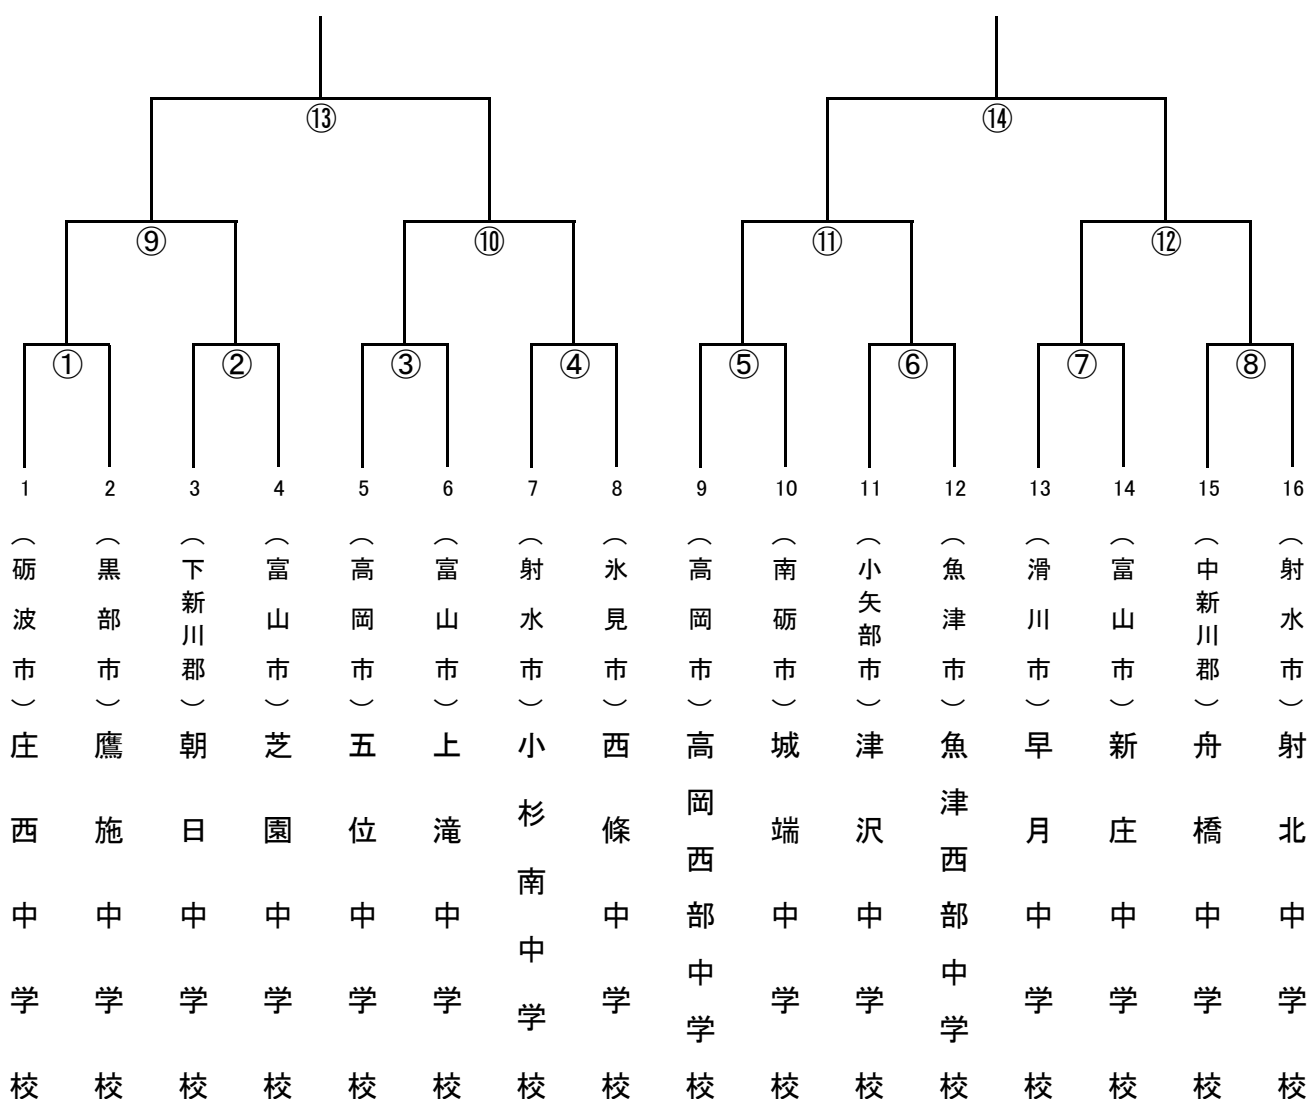 ⑬ ⑭
⑨ ⑩ ⑪ ⑫
① ② ③ ④ ⑤ ⑥ ⑦ ⑧
1 2 3 4 5 6 7 8 9 10 11 12 13 14 15 16
（砺波市）庄西中学校
（黒部市）鷹施中学校
（下新川郡）朝日中学校
（富山市）芝園中学校
（高岡市）五位中学校
（富山市）上滝中学校
（射水市）小杉南中学校
（氷見市）西條中学校
（高岡市）高岡西部中学校
（南砺市）城端中学校
（小矢部市）津沢中学校
（魚津市）魚津西部中学校
（滑川市）早月中学校
（富山市）新庄中学校
（中新川郡）舟橋中学校
（射水市）射北中学校